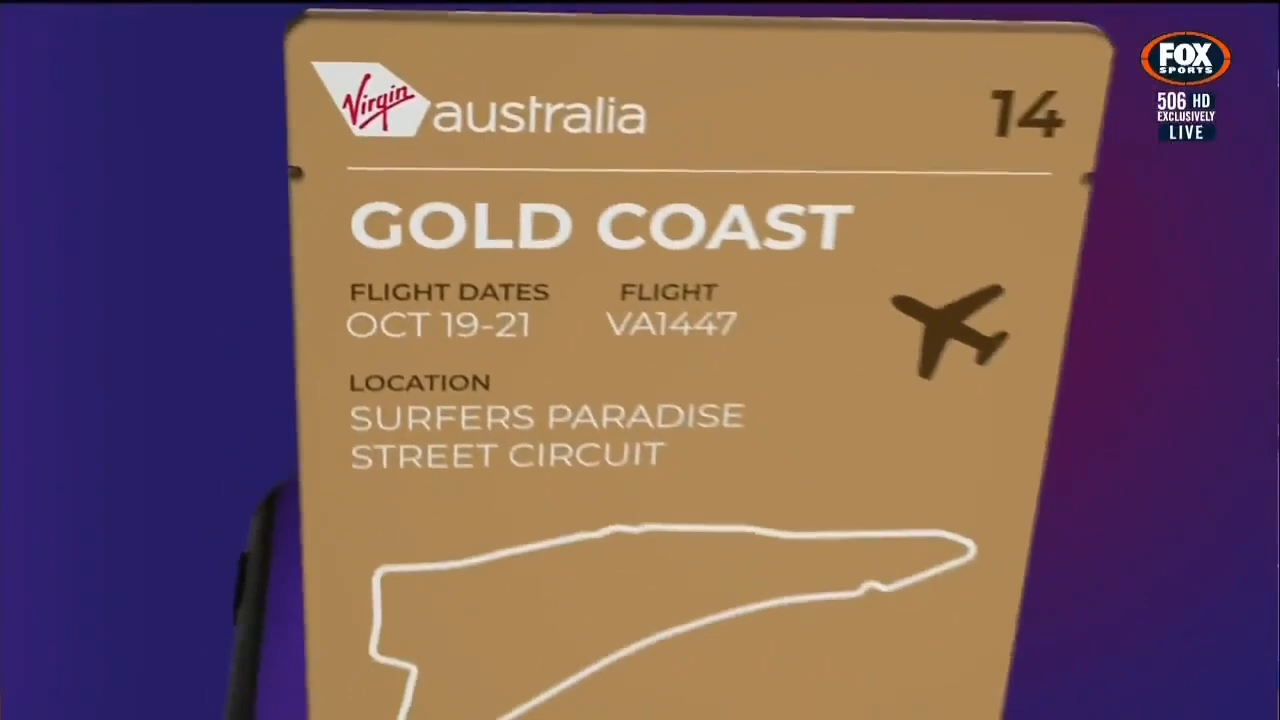 Virgin australia
14
GOLD COAST
FLIGHT DATES FLIGHT
OCT 19-21 VA1447
LOCATION
SURFERS PARADISE
STREET CIRCUIT
FOX
SPORTS
506 HD
EXCLUSIVELY
LIVE